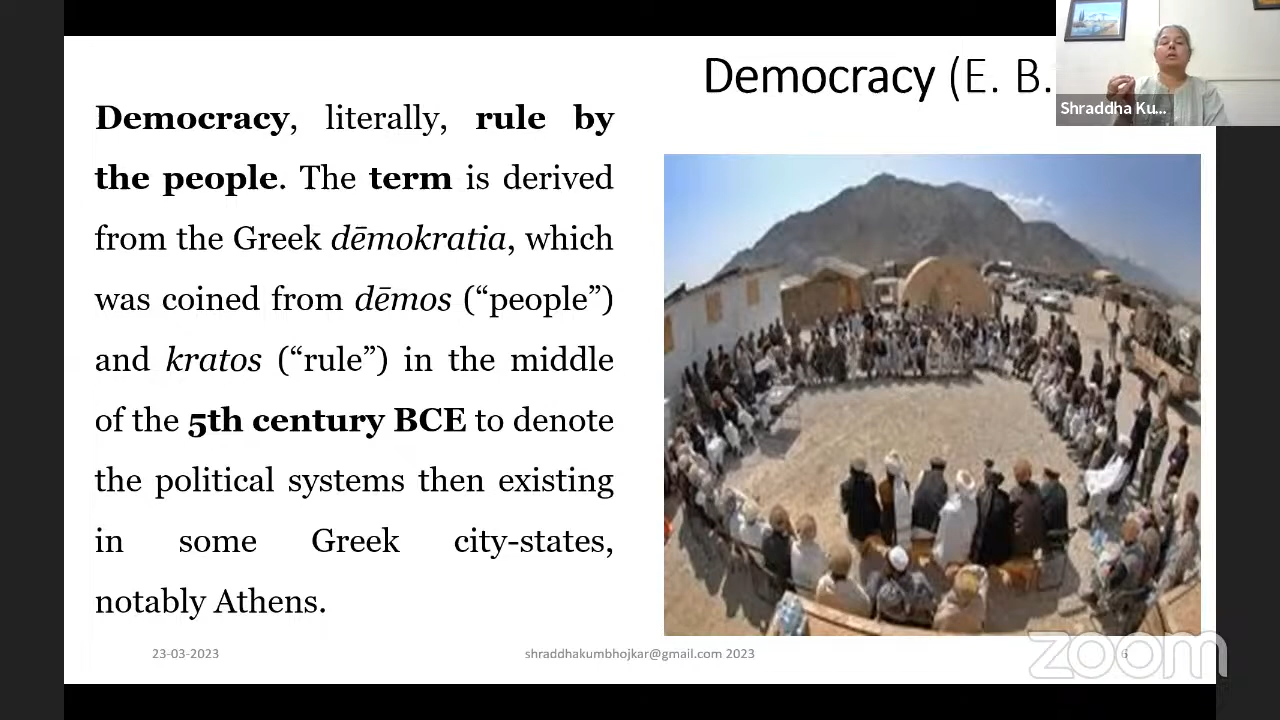 Democracy (E. B.
Shraddha Ku...
Democracy, literally, rule by
the people. The term is derived
from the Greek dēmokratia, which
was coined from dēmos (“people”)
and kratos (“rule”) in the middle
of the 5th century BCE to denote
the political systems then existing
in some Greek city-states,
notably Athens.
23-03-2023
shraddhakumbhojkar@gmail.com 2023
6
zoom